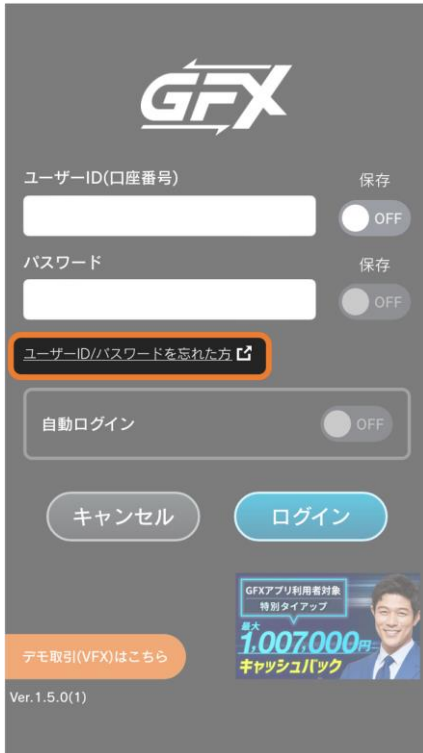 GFX
ユーザーID(口座番号)
保存
OFF
パスワード
保存
OFF
ユーザーID/パスワードを忘れた方
自動ログイン
OFF
キャンセル
ログイン
GFXアプリ利用者対象
特別タイアップ
最大
1,007,000円
キャッシュバック
デモ取引(VFX)はこちら
Ver.1.5.0(1)